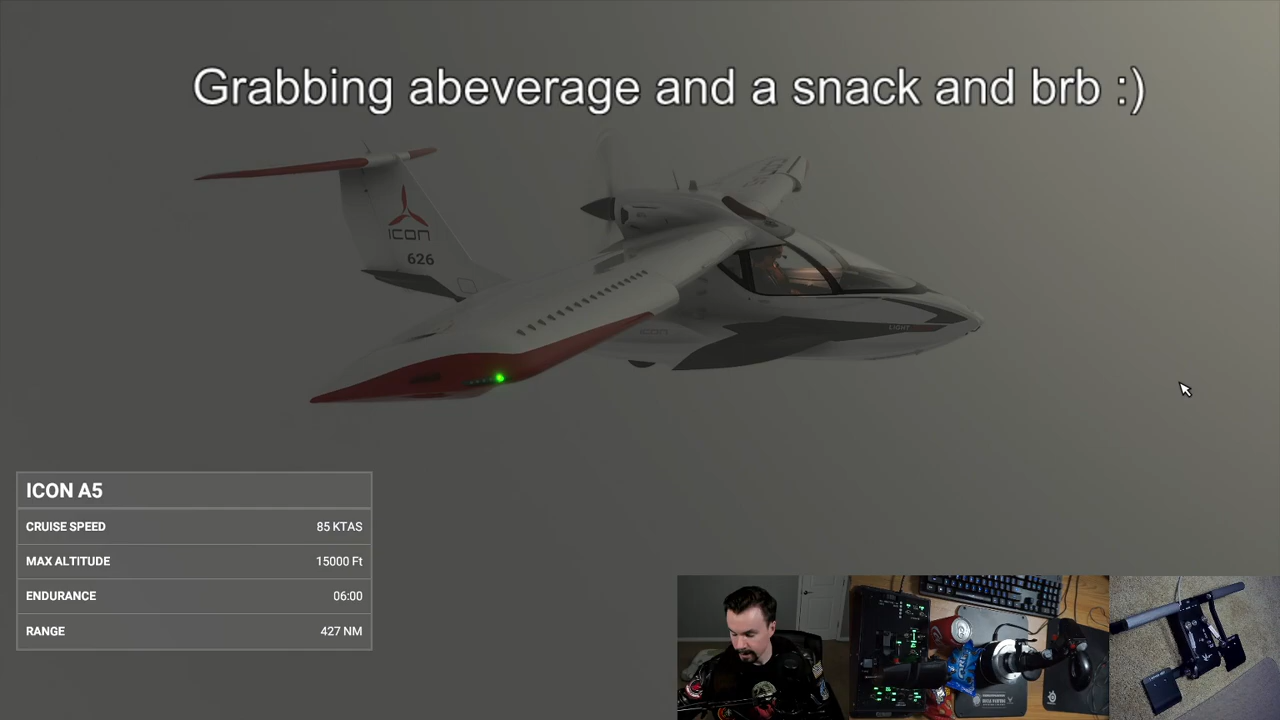 Grabbing abeverage and a snack and brb :)
ICON
626
LIGHT
ICON A5
CRUISE SPEED 85 KTAS
MAX ALTITUDE 15000 Ft
ENDURANCE 06:00
RANGE 427 NM